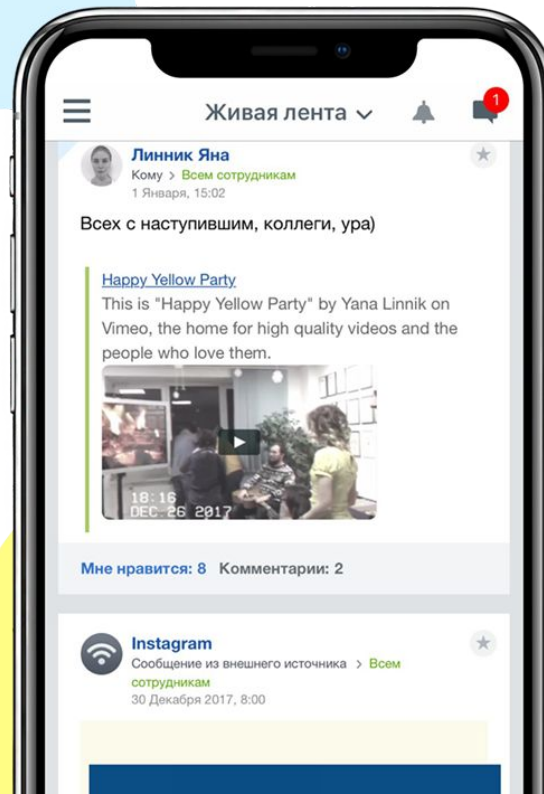 Живая лента
1
Линник Яна
Кому > Всем сотрудникам
1 Января, 15:02
Всех с наступившим, коллеги, ура)
Happy Yellow Party
This is "Happy Yellow Party" by Yana Linnik on
Vimeo, the home for high quality videos and the
people who love them.
18:16
DEC.26 2017
Мне нравится: 8 Комментарии: 2
Instagram
Сообщение из внешнего источника > Всем
сотрудникам
30 Декабря 2017, 8:00